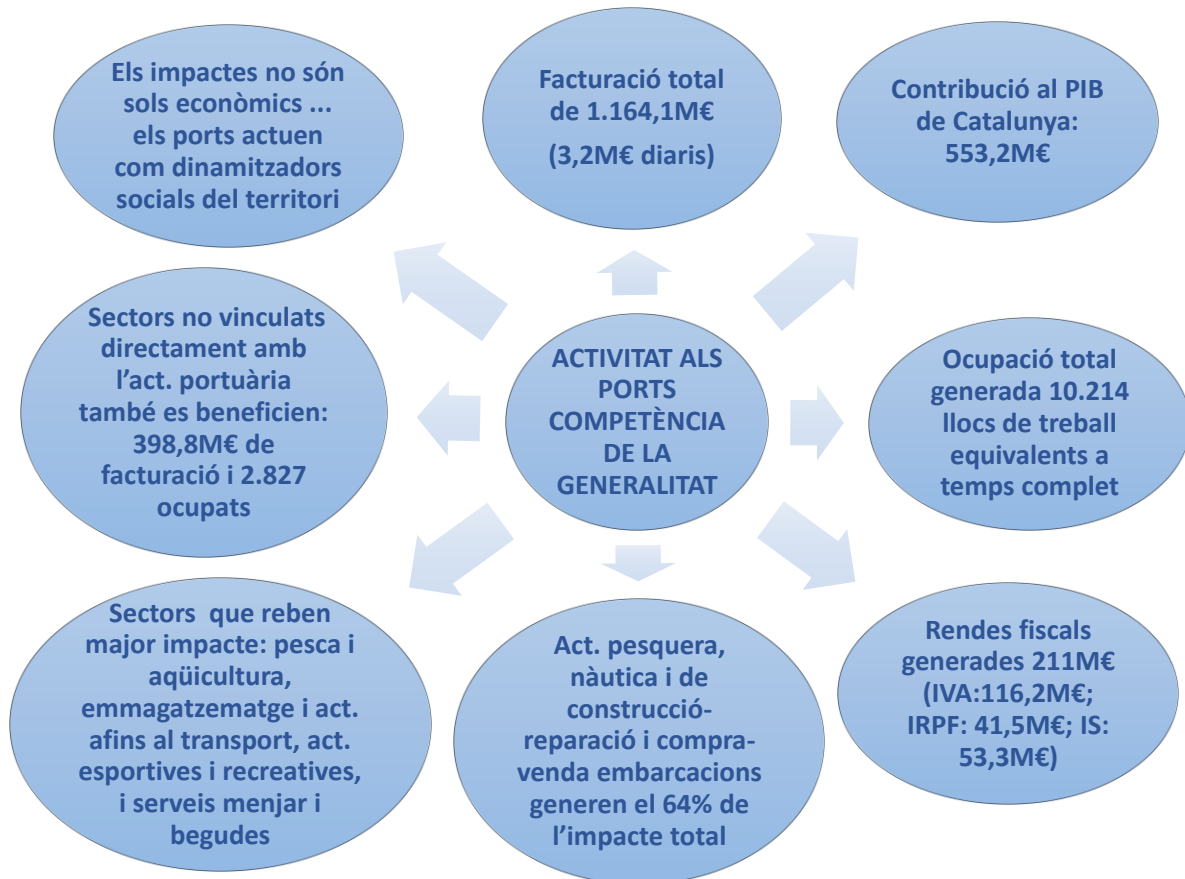 Els impactes no són
sols econòmics ...
els ports actuen
com dinamitzadors
socials del territori
Facturació total
de 1.164,1M€
(3,2M€ diaris)
Contribució al PIB
de Catalunya:
553,2M€
Sectors no vinculats
directament amb
l’act. portuària
també es beneficien:
398,8M€ de
facturació i 2.827
ocupats
ACTIVITAT ALS
PORTS
COMPETÈNCIA
DE LA
GENERALITAT
Ocupació total
generada 10.214
llocs de treball
equivalents a
temps complet
Sectors que reben
major impacte: pesca i
aqüicultura,
emmagatzematge i act.
afins al transport, act.
esportives i recreatives,
i serveis menjar i
begudes
Act. pesquera,
nàutica i de
construcció-
reparació i compra-
venda embarcacions
generen el 64% de
l’impacte total
Rendes fiscals
generades 211M€
(IVA:116,2M€;
IRPF: 41,5M€; IS:
53,3M€)